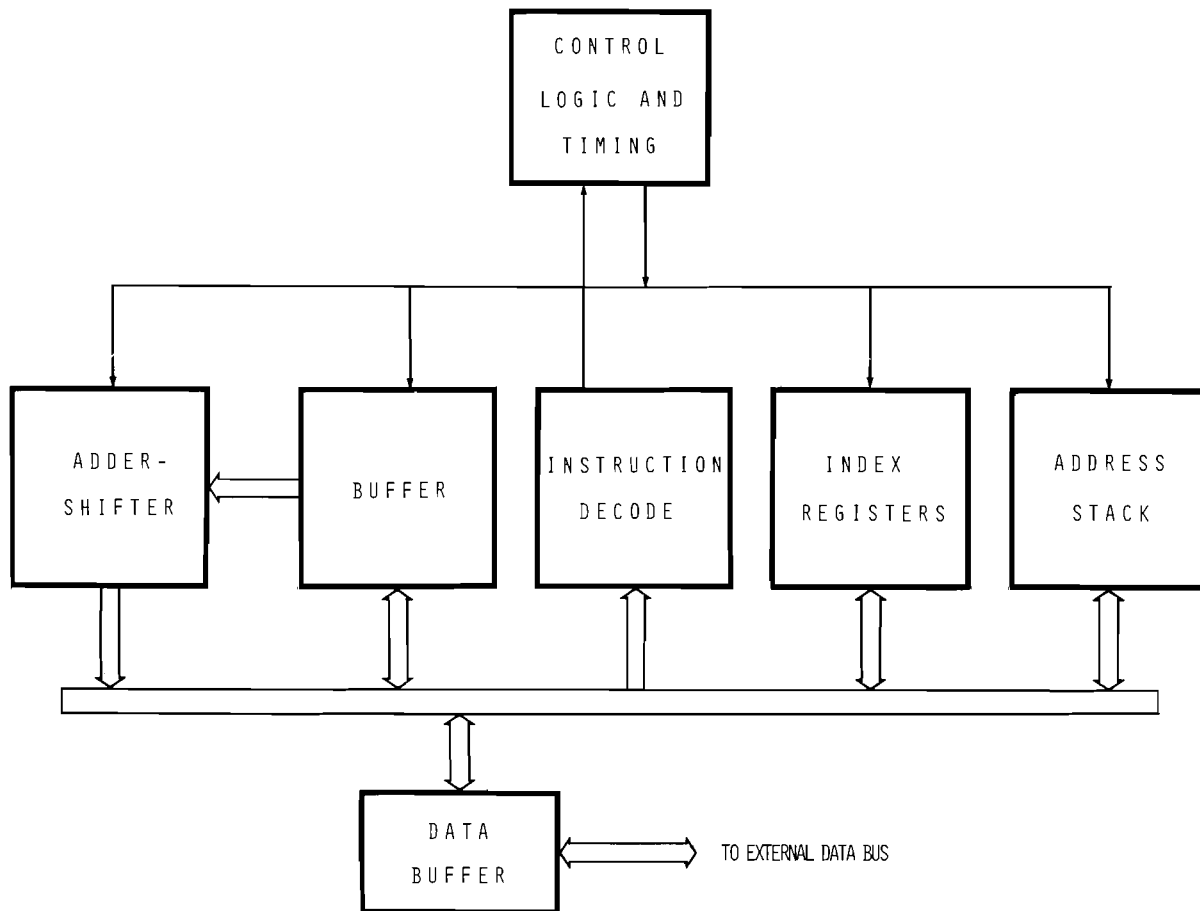 CONTROL
LOGIC AND
TIMING
ADDER-
SHIFTER
BUFFER
INSTRUCTION
DECODE
INDEX
REGISTERS
ADDRESS
STACK
DATA
BUFFER
TO EXTERNAL DATA BUS